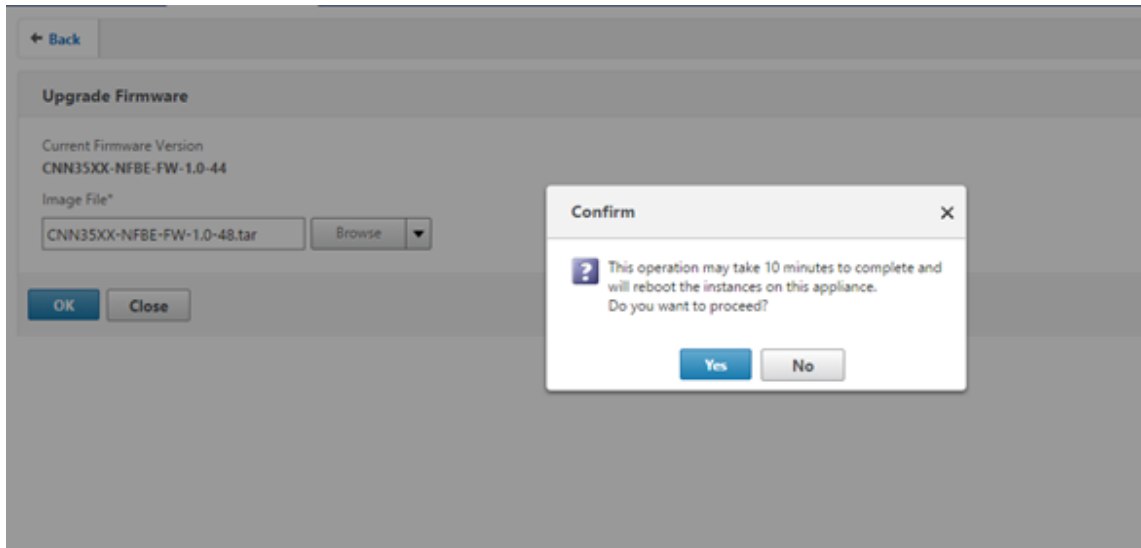 Back
Upgrade Firmware
Current Firmware Version
CNN35XX-NFBE-FW-1.0-44
Image File*
CNN35XX-NFBE-FW-1.0-48.tar
Browse
OK
Close
Confirm
This operation may take 10 minutes to complete and
will reboot the instances on this appliance.
Do you want to proceed?
Yes
No